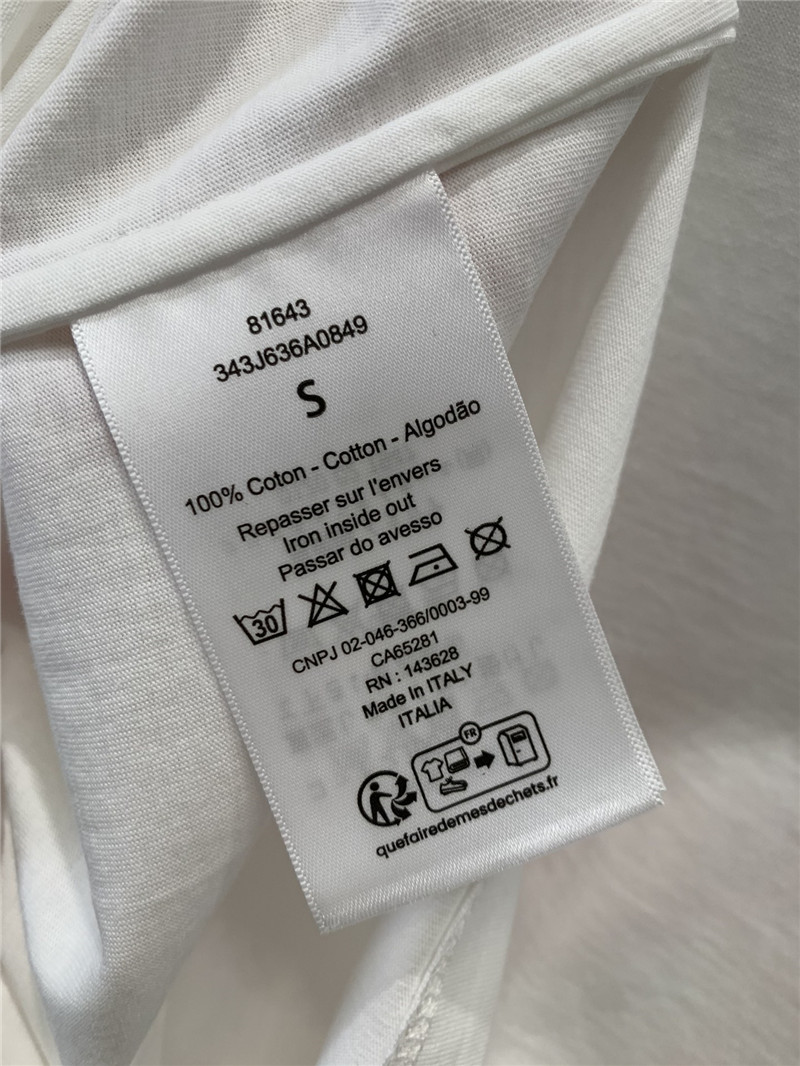 81643
343J636A0849
S
100% Coton - Cotton - Algodão
Repasser sur l'envers
Iron inside out
Passar do avesso
30
CNPJ 02-046-366/0003-99
CA65281
RN : 143628
Made In ITALY
ITALIA
FR
quefairedemesdechets.fr